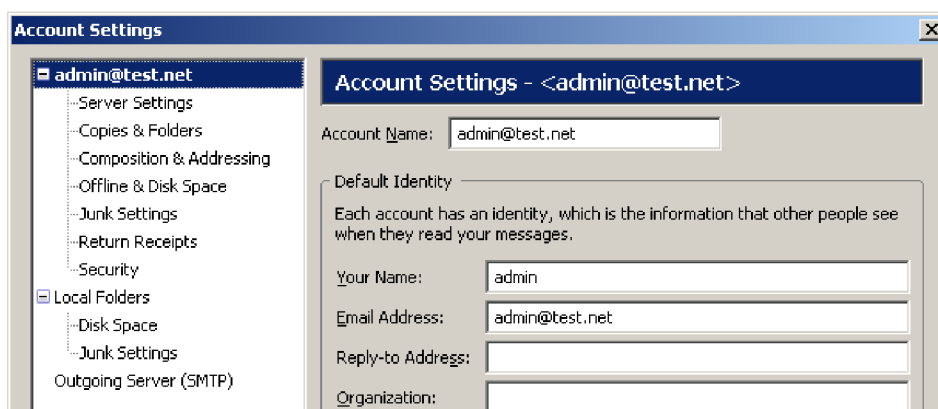 Account Settings
admin@test.net
Server Settings
Copies & Folders
Composition & Addressing
Offline & Disk Space
Junk Settings
Return Receipts
Security
Local Folders
Disk Space
Junk Settings
Outgoing Server (SMTP)
Account Settings - <admin@test.net>
Account Name: admin@test.net
Default Identity
Each account has an identity, which is the information that other people see
when they read your messages.
Your Name: admin
Email Address: admin@test.net
Reply-to Address:
Organization: